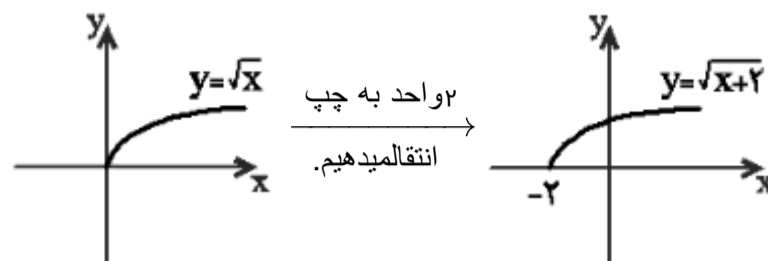 y
y=√x
x
۲واحد به چپ
انتقالمیدهیم.
y
y=√x+۲
x
-۲